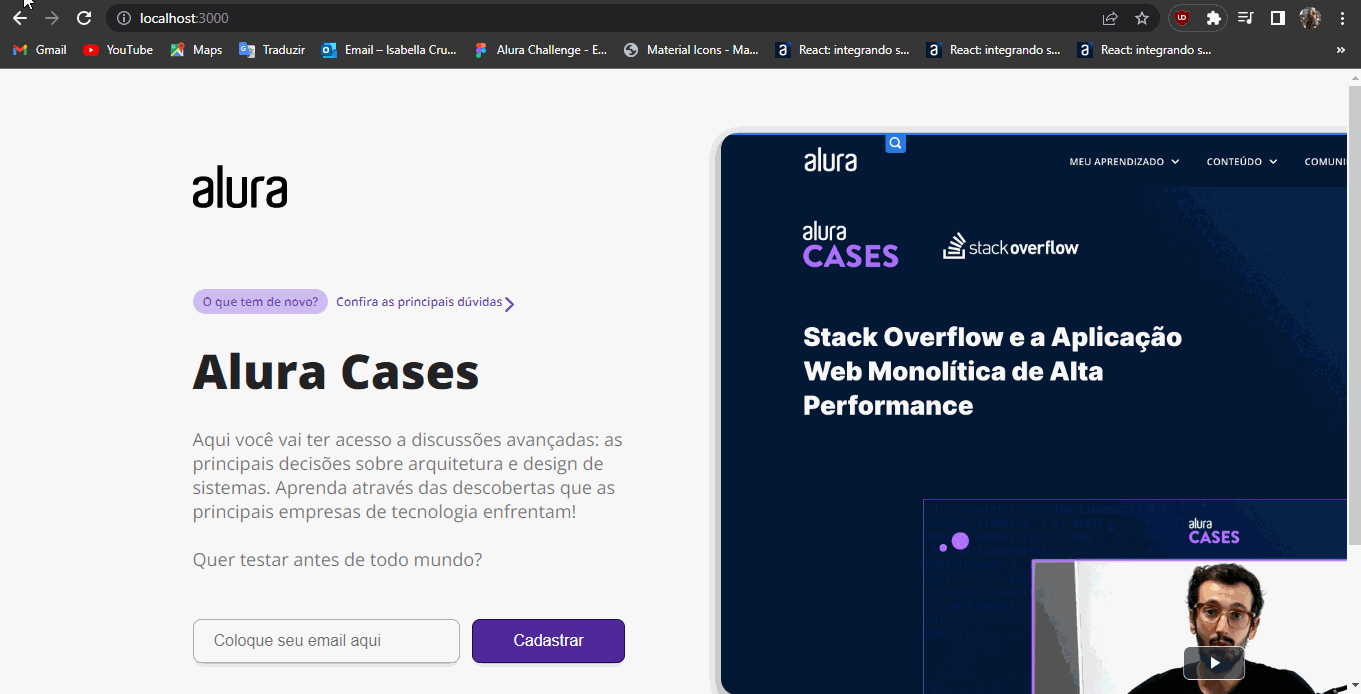 localhost:3000
Gmail
YouTube
Maps
Traduzir
Email – Isabella Cru...
Alura Challenge - E...
Material Icons - Ma...
React: integrando s...
React: integrando s...
React: integrando s...
»
alura
O que tem de novo? Confira as principais dúvidas
Alura Cases
Aqui você vai ter acesso a discussões avançadas: as
principais decisões sobre arquitetura e design de
sistemas. Aprenda através das descobertas que as
principais empresas de tecnologia enfrentam!
Quer testar antes de todo mundo?
Coloque seu email aqui
Cadastrar
alura
MEU APRENDIZADO
CONTEÚDO
COMUNI
alura
CASES
stackoverflow
Stack Overflow e a Aplicação
Web Monolítica de Alta
Performance
alura
CASES